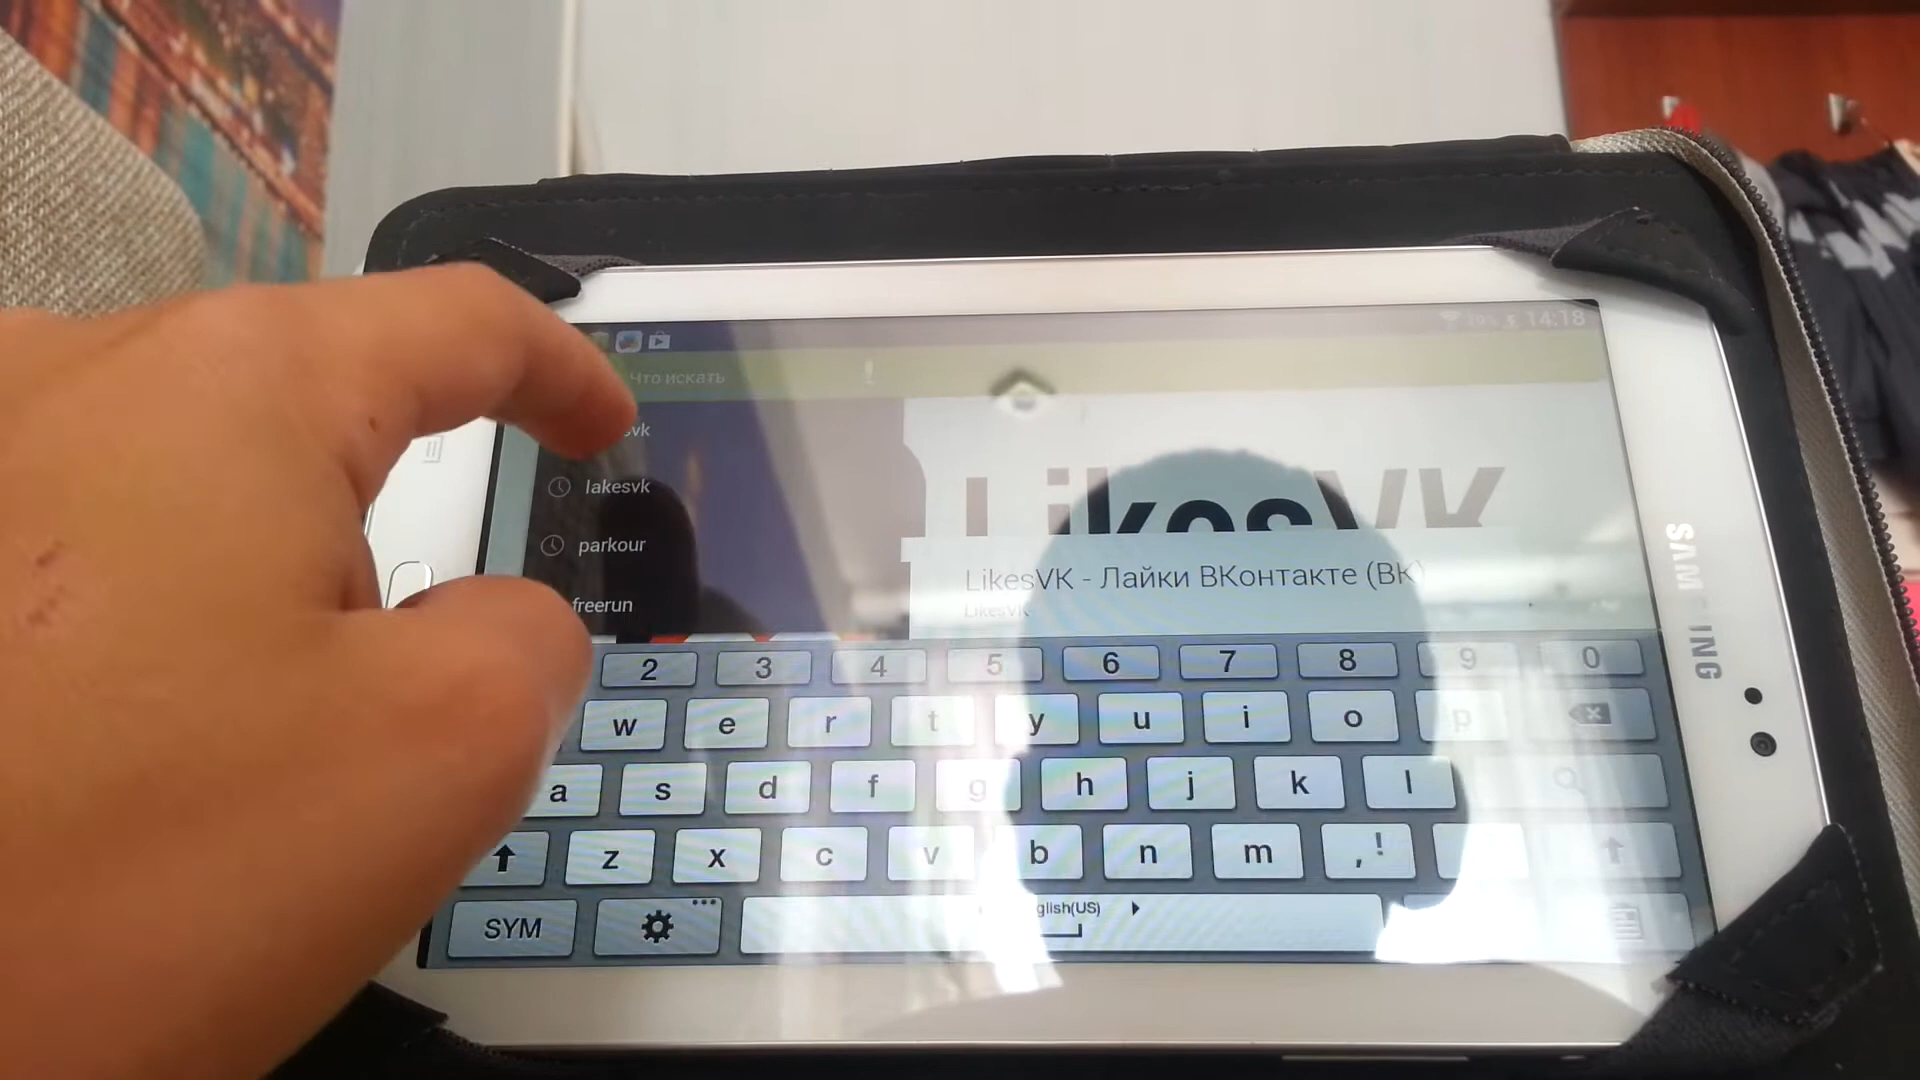 14:18
Что искать
svk
lakesvk
parkour
freerun
LikesVK
LikesVK - Лайки ВКонтакте (ВК)
LikesVK
SAMSUNG
2 3 4 5 6 7 8 9 0
w e r t y u i o p
a s d f g h j k l
z x c v b n m , !
SYM
glish(US)